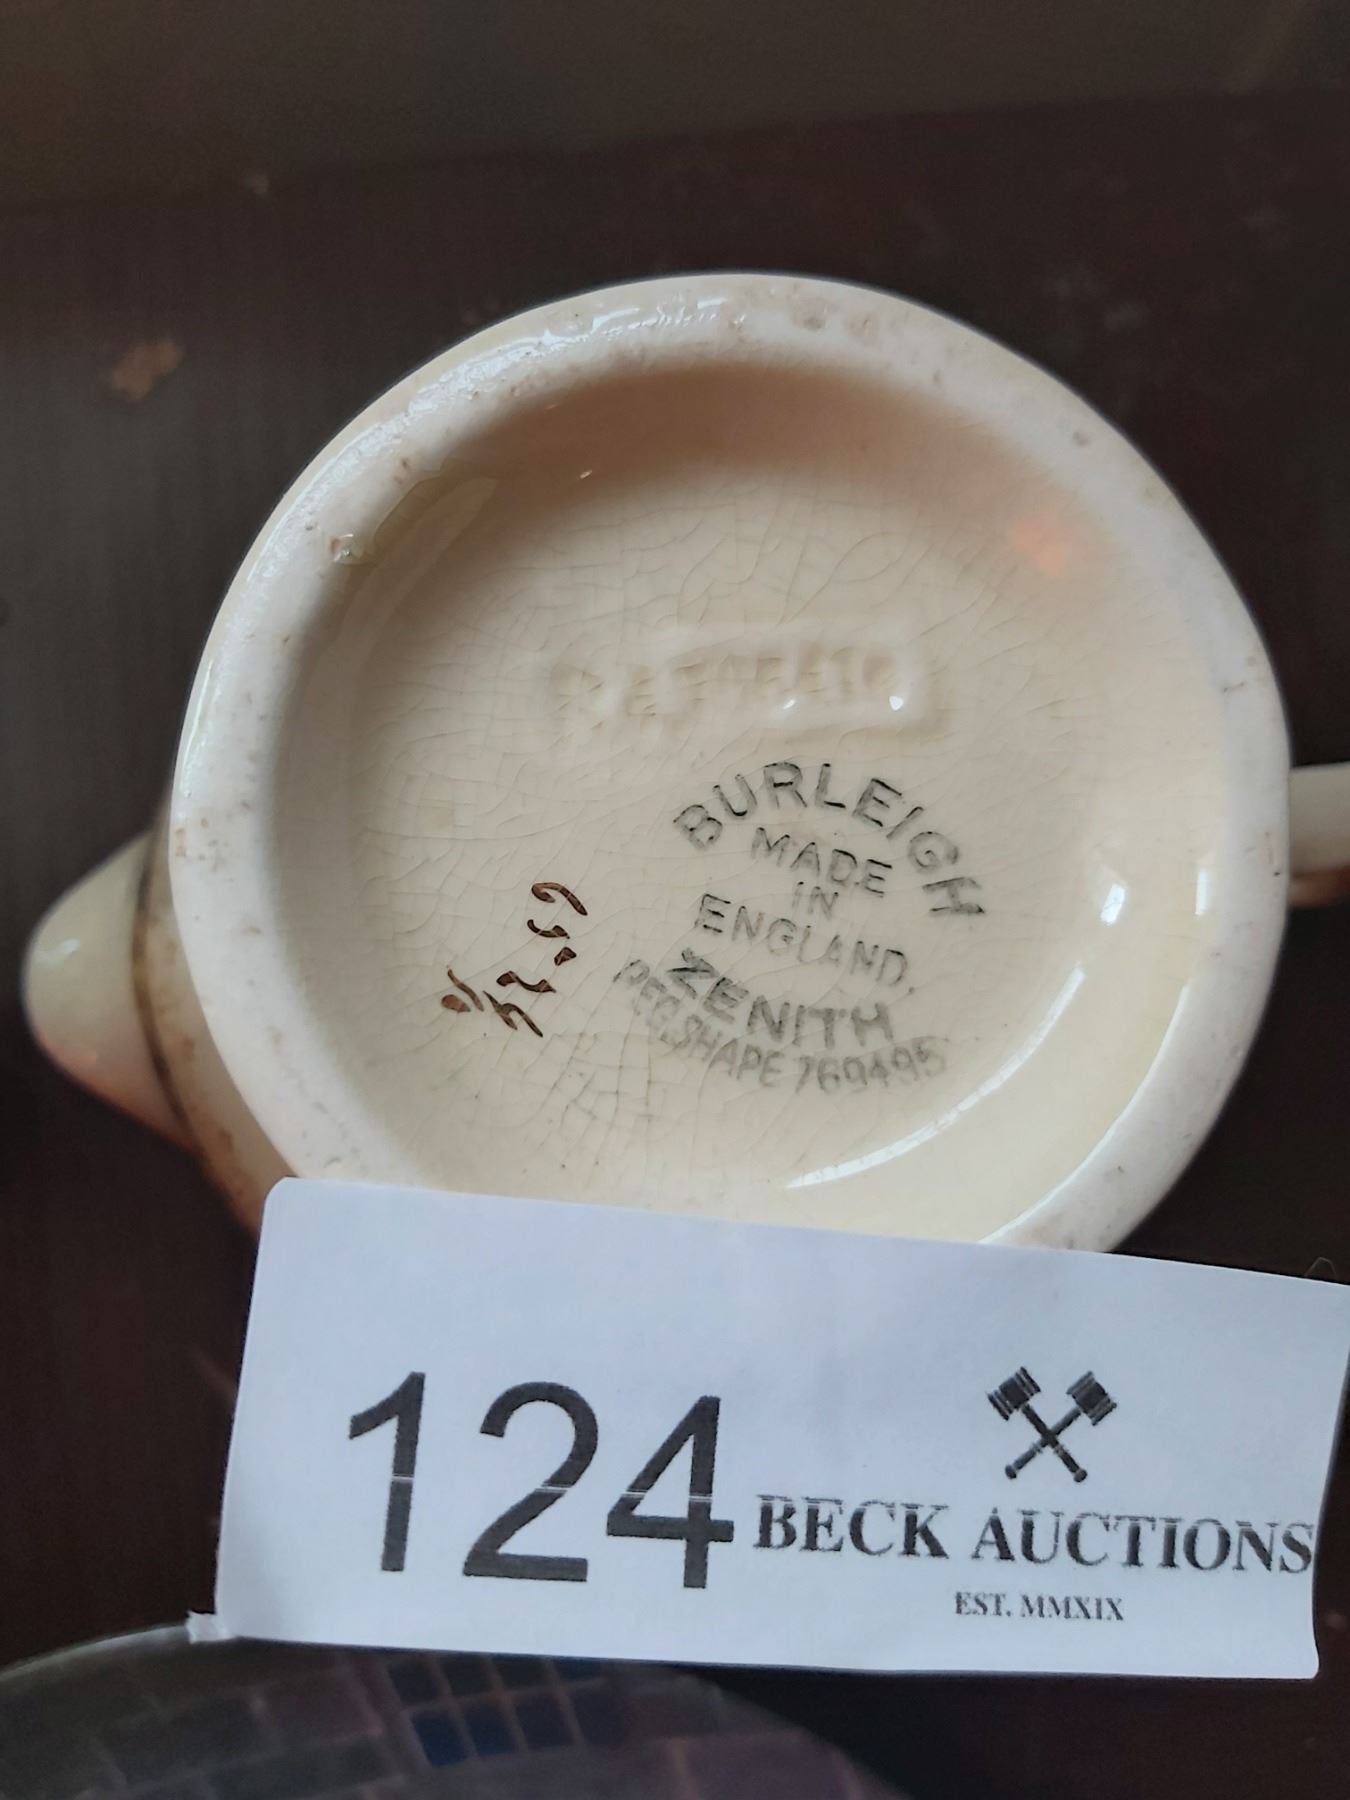 BURLEIGH
MADE
IN
ENGLAND.
ZENITH
REG. SHAPE 769495
124
BECK AUCTIONS
EST. MMXIX